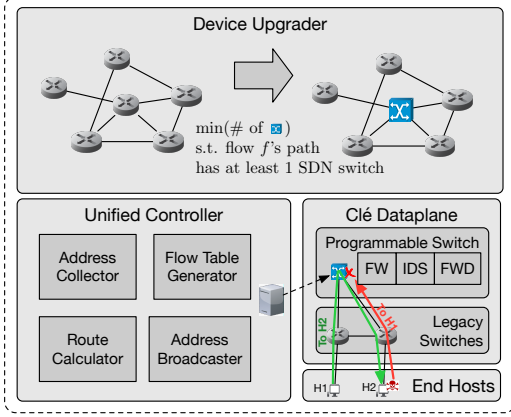 Device Upgrader
min(# of )
s.t. flow f's path
has at least 1 SDN switch
Unified Controller
Address
Collector
Flow Table
Generator
Route
Calculator
Address
Broadcaster
Clé Dataplane
Programmable Switch
FW IDS FWD
To H2
To H1
Legacy
Switches
H1
H2
End Hosts